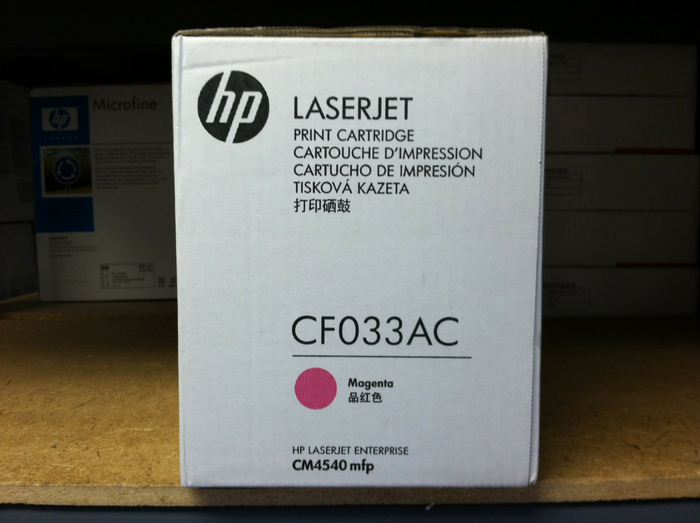 hp
LASERJET
PRINT CARTRIDGE
CARTOUCHE D'IMPRESSION
CARTUCHO DE IMPRESIÓN
TISKOVÁ KAZETA
打印硒鼓
CF033AC
Magenta
品红色
HP LASERJET ENTERPRISE
CM4540 mfp
hp
invent
Microfine